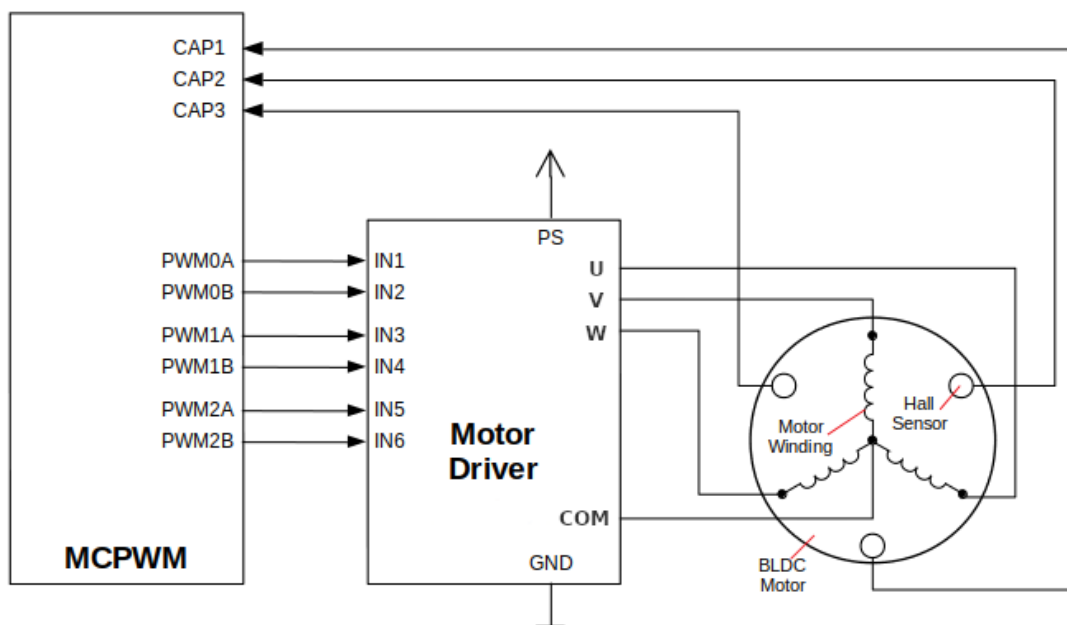 CAP1
CAP2
CAP3
PS
PWM0A
IN1
U
PWM0B
IN2
V
PWM1A
IN3
W
PWM1B
IN4
PWM2A
IN5
PWM2B
IN6
Motor
Driver
Motor
Winding
Hall
Sensor
COM
MCPWM
GND
BLDC
Motor